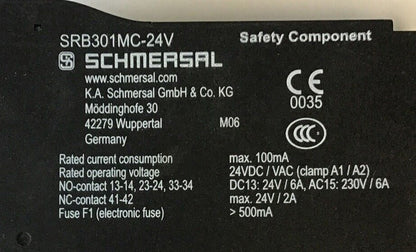 SRB301MC-24V Safety Component
SCHMERSAL
www.schmersal.com
K.A. Schmersal GmbH & Co. KG
CE
0035
Möddinghofe 30
42279 Wuppertal M06
CCC
Germany
Rated current consumption max. 100mA
Rated operating voltage 24VDC / VAC (clamp A1 / A2)
NO-contact 13-14, 23-24, 33-34 DC13: 24V / 6A, AC15: 230V / 6A
NC-contact 41-42 max. 24V / 2A
Fuse F1 (electronic fuse) > 500mA